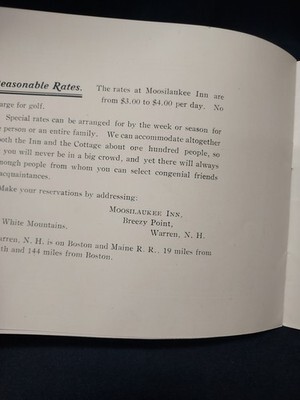 easonable Rates. The rates at Moosilaukee Inn are
from $3.00 to $4.00 per day. No
arge for golf.
Special rates can be arranged for by the week or season for
e person or an entire family. We can accommodate altogether
oth the Inn and the Cottage about one hundred people, so
you will never be in a big crowd, and yet there will always
nough people from whom you can select congenial friends
acquaintances.
Make your reservations by addressing:
MOOSILAUKEE INN,
Breezy Point,
Warren, N. H.
White Mountains.
arren, N. H. is on Boston and Maine R. R., 19 miles from
th and 144 miles from Boston.